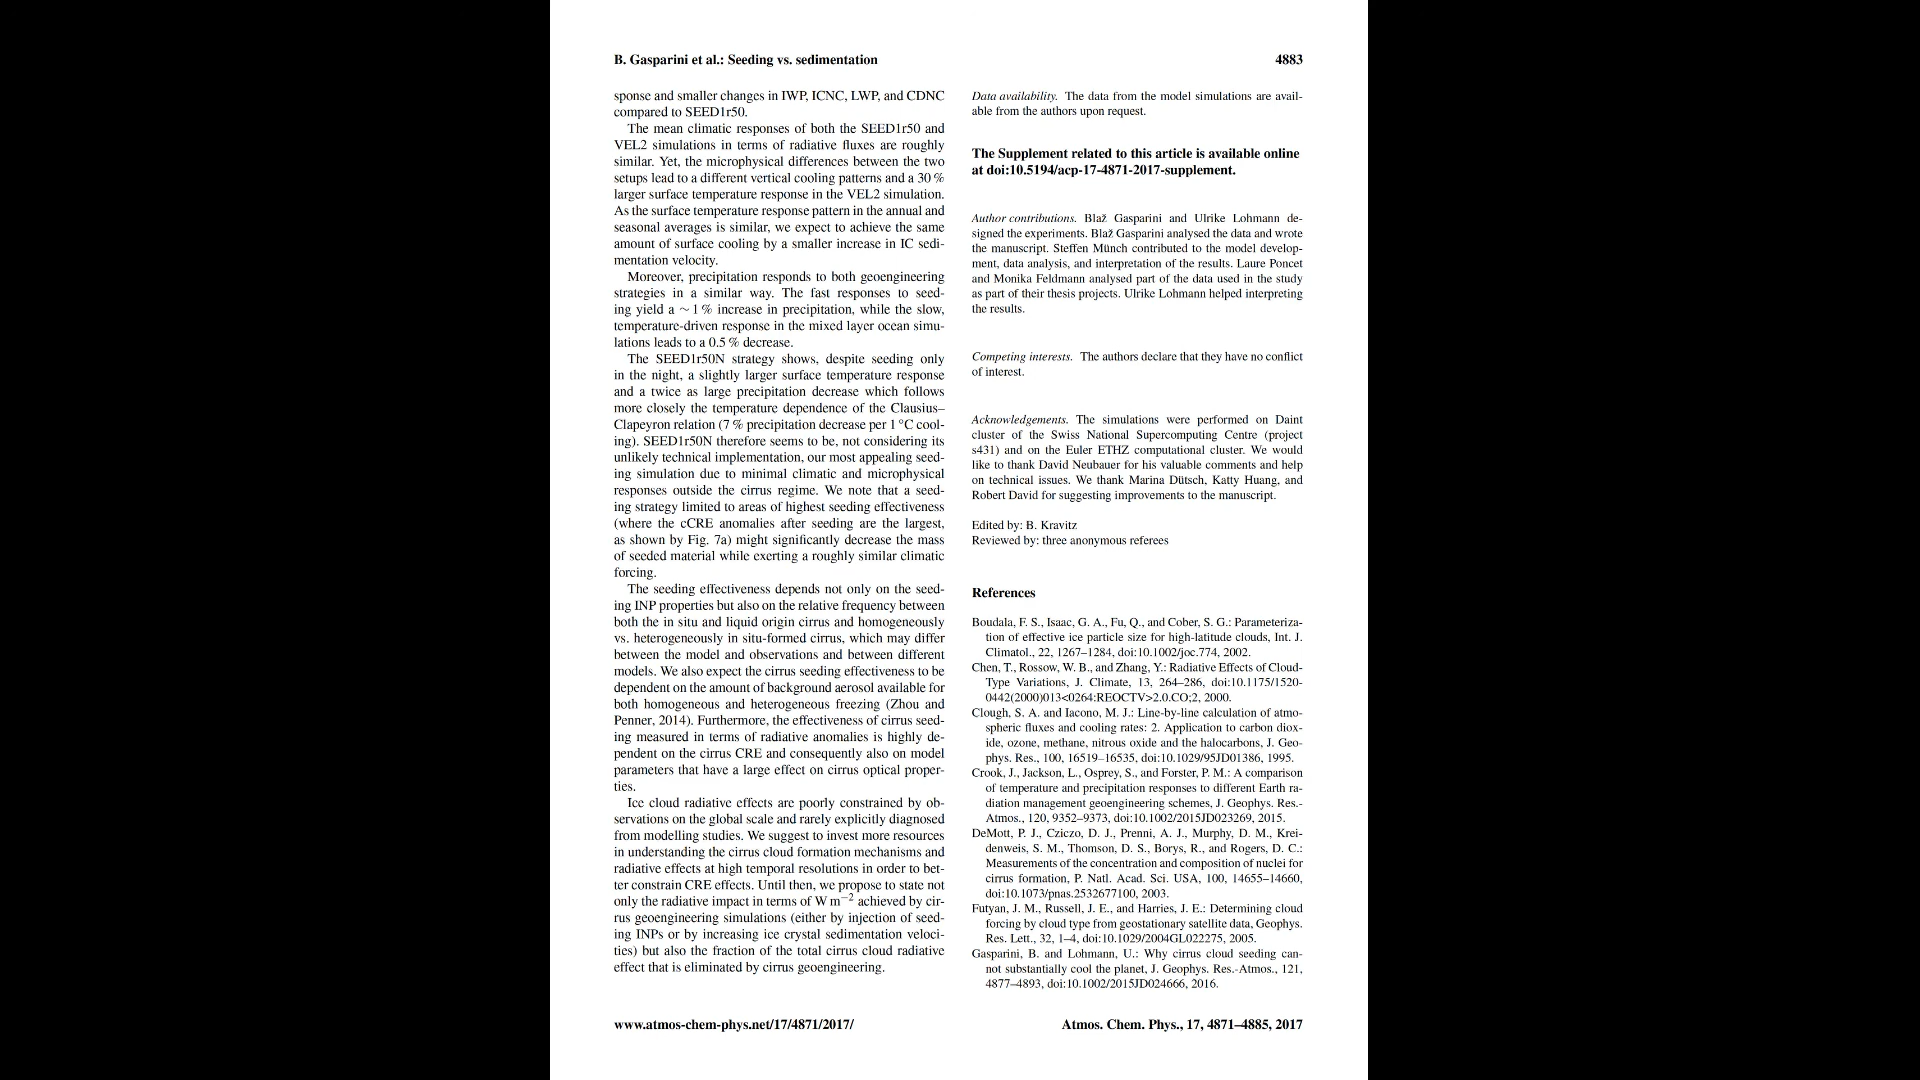 B. Gasparini et al.: Seeding vs. sedimentation
4883
sponse and smaller changes in IWP, ICNC, LWP, and CDNC
compared to SEED1r50.
The mean climatic responses of both the SEED1r50 and
VEL2 simulations in terms of radiative fluxes are roughly
similar. Yet, the microphysical differences between the two
setups lead to a different vertical cooling patterns and a 30 %
larger surface temperature response in the VEL2 simulation.
As the surface temperature response pattern in the annual and
seasonal averages is similar, we expect to achieve the same
amount of surface cooling by a smaller increase in IC sedi-
mentation velocity.
Moreover, precipitation responds to both geoengineering
strategies in a similar way. The fast responses to seed-
ing yield a ∼ 1 % increase in precipitation, while the slow,
temperature-driven response in the mixed layer ocean simu-
lations leads to a 0.5 % decrease.
The SEED1r50N strategy shows, despite seeding only
in the night, a slightly larger surface temperature response
and a twice as large precipitation decrease which follows
more closely the temperature dependence of the Clausius–
Clapeyron relation (7 % precipitation decrease per 1 °C cool-
ing). SEED1r50N therefore seems to be, not considering its
unlikely technical implementation, our most appealing seed-
ing simulation due to minimal climatic and microphysical
responses outside the cirrus regime. We note that a seed-
ing strategy limited to areas of highest seeding effectiveness
(where the cCRE anomalies after seeding are the largest,
as shown by Fig. 7a) might significantly decrease the mass
of seeded material while exerting a roughly similar climatic
forcing.
The seeding effectiveness depends not only on the seed-
ing INP properties but also on the relative frequency between
both the in situ and liquid origin cirrus and homogeneously
vs. heterogeneously in situ-formed cirrus, which may differ
between the model and observations and between different
models. We also expect the cirrus seeding effectiveness to be
dependent on the amount of background aerosol available for
both homogeneous and heterogeneous freezing (Zhou and
Penner, 2014). Furthermore, the effectiveness of cirrus seed-
ing measured in terms of radiative anomalies is highly de-
pendent on the cirrus CRE and consequently also on model
parameters that have a large effect on cirrus optical proper-
ties.
Ice cloud radiative effects are poorly constrained by ob-
servations on the global scale and rarely explicitly diagnosed
from modelling studies. We suggest to invest more resources
in understanding the cirrus cloud formation mechanisms and
radiative effects at high temporal resolutions in order to bet-
ter constrain CRE effects. Until then, we propose to state not
only the radiative impact in terms of W m⁻² achieved by cir-
rus geoengineering simulations (either by injection of seed-
ing INPs or by increasing ice crystal sedimentation veloci-
ties) but also the fraction of the total cirrus cloud radiative
effect that is eliminated by cirrus geoengineering.
Data availability. The data from the model simulations are avail-
able from the authors upon request.
The Supplement related to this article is available online
at doi:10.5194/acp-17-4871-2017-supplement.
Author contributions. Blaž Gasparini and Ulrike Lohmann de-
signed the experiments. Blaž Gasparini analysed the data and wrote
the manuscript. Steffen Münch contributed to the model develop-
ment, data analysis, and interpretation of the results. Laure Poncet
and Monika Feldmann analysed part of the data used in the study
as part of their thesis projects. Ulrike Lohmann helped interpreting
the results.
Competing interests. The authors declare that they have no conflict
of interest.
Acknowledgements. The simulations were performed on Daint
cluster of the Swiss National Supercomputing Centre (project
s431) and on the Euler ETHZ computational cluster. We would
like to thank David Neubauer for his valuable comments and help
on technical issues. We thank Marina Dütsch, Katty Huang, and
Robert David for suggesting improvements to the manuscript.
Edited by: B. Kravitz
Reviewed by: three anonymous referees
References
Boudala, F. S., Isaac, G. A., Fu, Q., and Cober, S. G.: Parameteriza-
tion of effective ice particle size for high-latitude clouds, Int. J.
Climatol., 22, 1267–1284, doi:10.1002/joc.774, 2002.
Chen, T., Rossow, W. B., and Zhang, Y.: Radiative Effects of Cloud-
Type Variations, J. Climate, 13, 264–286, doi:10.1175/1520-
0442(2000)013<0264:REOCTV>2.0.CO;2, 2000.
Clough, S. A. and Iacono, M. J.: Line-by-line calculation of atmo-
spheric fluxes and cooling rates: 2. Application to carbon diox-
ide, ozone, methane, nitrous oxide and the halocarbons, J. Geo-
phys. Res., 100, 16519–16535, doi:10.1029/95JD01386, 1995.
Crook, J., Jackson, L., Osprey, S., and Forster, P. M.: A comparison
of temperature and precipitation responses to different Earth ra-
diation management geoengineering schemes, J. Geophys. Res.-
Atmos., 120, 9352–9373, doi:10.1002/2015JD023269, 2015.
DeMott, P. J., Cziczo, D. J., Prenni, A. J., Murphy, D. M., Krei-
denweis, S. M., Thomson, D. S., Borys, R., and Rogers, D. C.:
Measurements of the concentration and composition of nuclei for
cirrus formation, P. Natl. Acad. Sci. USA, 100, 14655–14660,
doi:10.1073/pnas.2532677100, 2003.
Futyan, J. M., Russell, J. E., and Harries, J. E.: Determining cloud
forcing by cloud type from geostationary satellite data, Geophys.
Res. Lett., 32, 1–4, doi:10.1029/2004GL022275, 2005.
Gasparini, B. and Lohmann, U.: Why cirrus cloud seeding can-
not substantially cool the planet, J. Geophys. Res.-Atmos., 121,
4877–4893, doi:10.1002/2015JD024666, 2016.
www.atmos-chem-phys.net/17/4871/2017/
Atmos. Chem. Phys., 17, 4871–4885, 2017